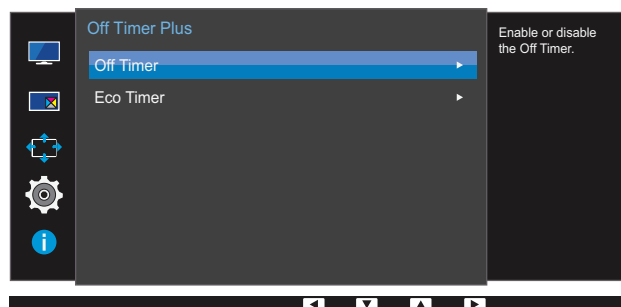 Off Timer Plus
Off Timer
Eco Timer
Enable or disable
the Off Timer.